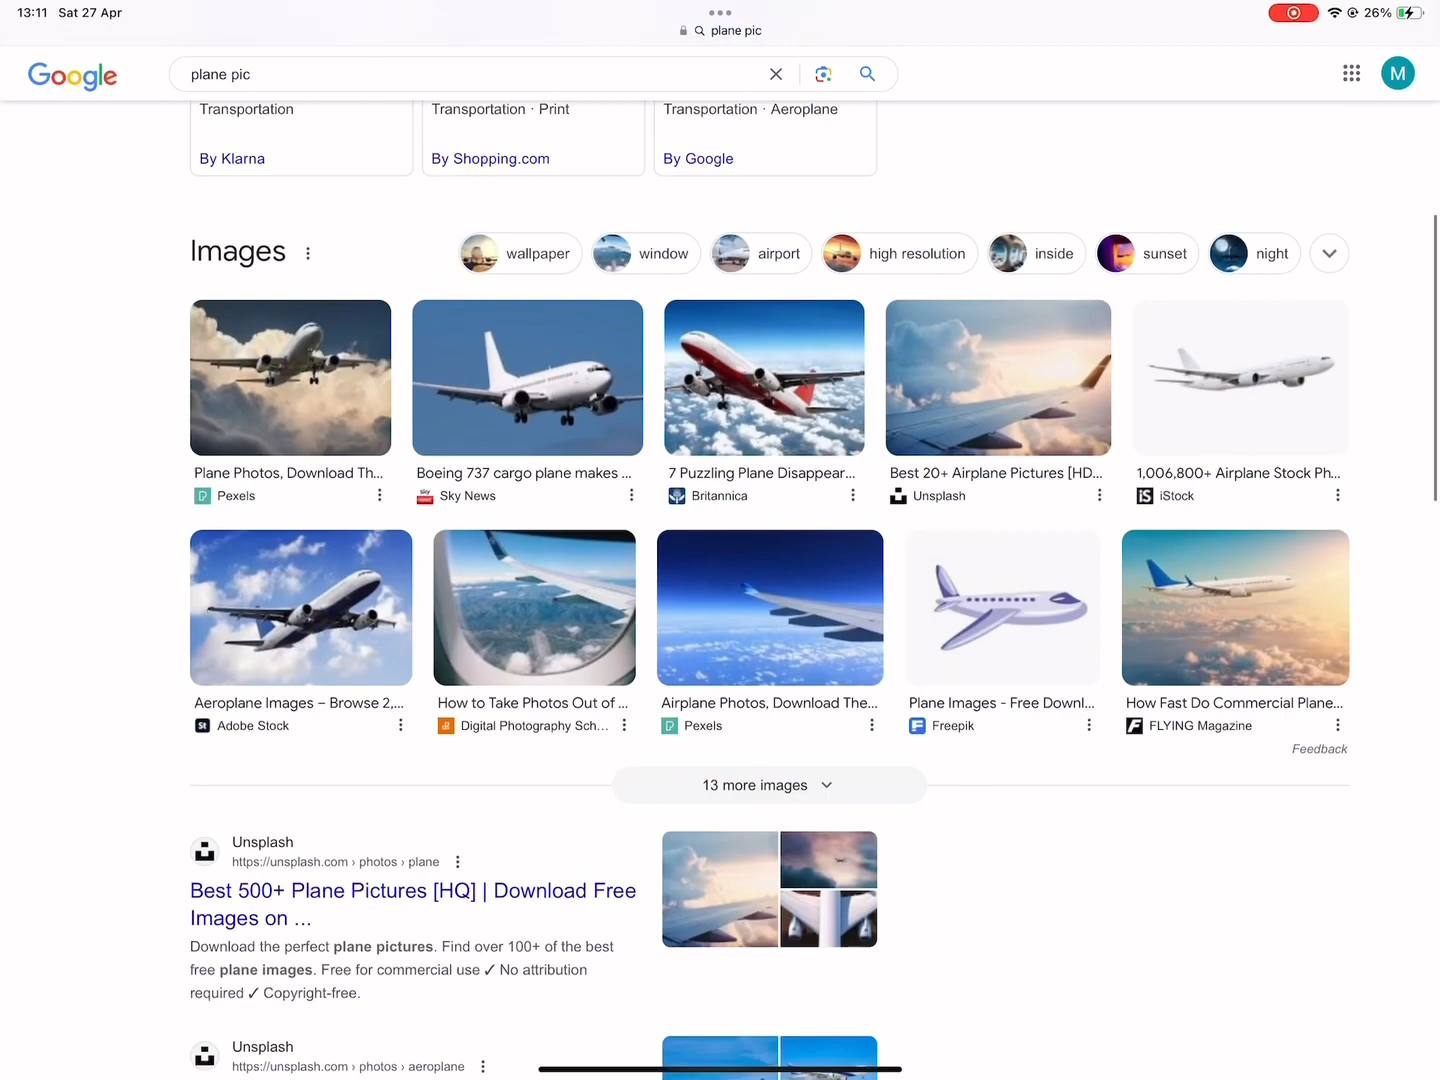 13:11 Sat 27 Apr
26%
plane pic
Google
plane pic
M
Transportation
By Klarna
Transportation · Print
By Shopping.com
Transportation · Aeroplane
By Google
Images
wallpaper
window
airport
high resolution
inside
sunset
night
Plane Photos, Download Th...
Pexels
Boeing 737 cargo plane makes ...
sky news
Sky News
7 Puzzling Plane Disappear...
Britannica
Best 20+ Airplane Pictures [HD...
Unsplash
1,006,800+ Airplane Stock Ph...
iS
iStock
Aeroplane Images – Browse 2,...
St
Adobe Stock
How to Take Photos Out of ...
Digital Photography Sch...
Airplane Photos, Download The...
Pexels
Plane Images - Free Downl...
Freepik
How Fast Do Commercial Plane...
FLYING Magazine
Feedback
13 more images
Unsplash
https://unsplash.com › photos › plane
Best 500+ Plane Pictures [HQ] | Download Free
Images on ...
Download the perfect plane pictures. Find over 100+ of the best
free plane images. Free for commercial use ✓ No attribution
required ✓ Copyright-free.
Unsplash
https://unsplash.com › photos › aeroplane